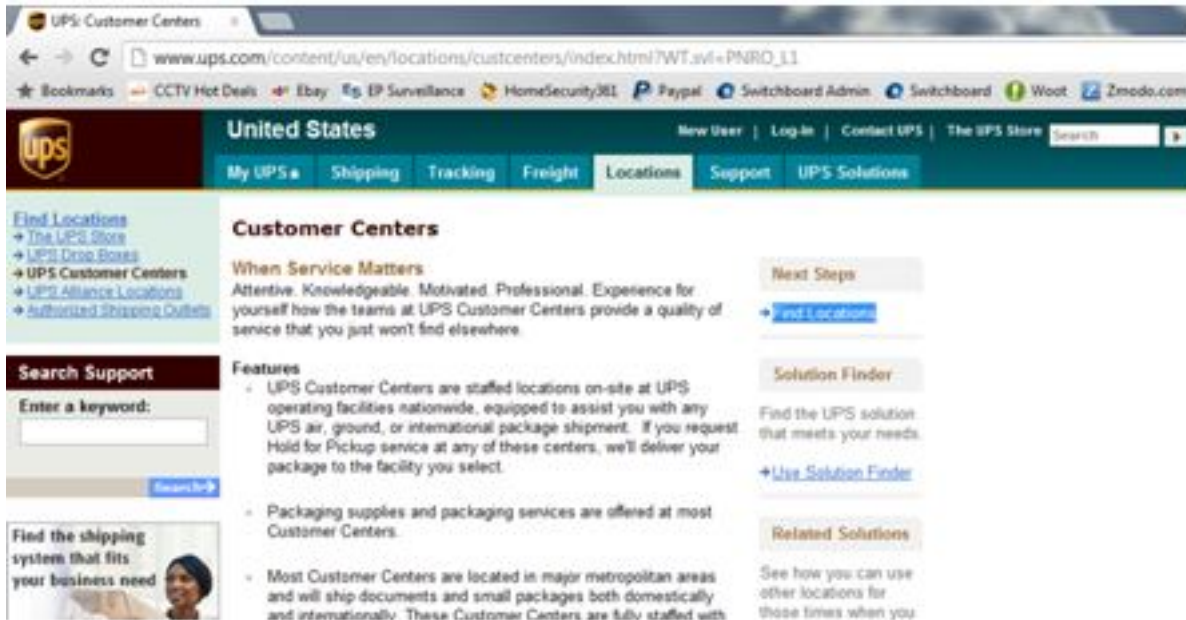 UPS: Customer Centers
www.ups.com/content/us/en/locations/custcenters/index.html?WT.svl=PNRO_L1
Bookmarks CCTV Hot Deals Ebay EP Surveillance HomeSecurity361 Paypal Switchboard Admin Switchboard Woot Zmodo.com
ups
United States
New User | Log-In | Contact UPS | The UPS Store Search
My UPS Shipping Tracking Freight Locations Support UPS Solutions
Find Locations
The UPS Store
UPS Drop Boxes
UPS Customer Centers
UPS Alliance Locations
Authorized Shipping Outlets
Search Support
Enter a keyword:
Search
Find the shipping
system that fits
your business need
Customer Centers
When Service Matters
Attentive. Knowledgeable. Motivated. Professional. Experience for
yourself how the teams at UPS Customer Centers provide a quality of
service that you just won't find elsewhere.
Features
UPS Customer Centers are staffed locations on-site at UPS
operating facilities nationwide, equipped to assist you with any
UPS air, ground, or international package shipment. If you request
Hold for Pickup service at any of these centers, we'll deliver your
package to the facility you select.
Packaging supplies and packaging services are offered at most
Customer Centers.
Most Customer Centers are located in major metropolitan areas
and will ship documents and small packages both domestically
and internationally. These Customer Centers are fully staffed with
Next Steps
Find Locations
Solution Finder
Find the UPS solution
that meets your needs.
Use Solution Finder
Related Solutions
See how you can use
other locations for
those times when you